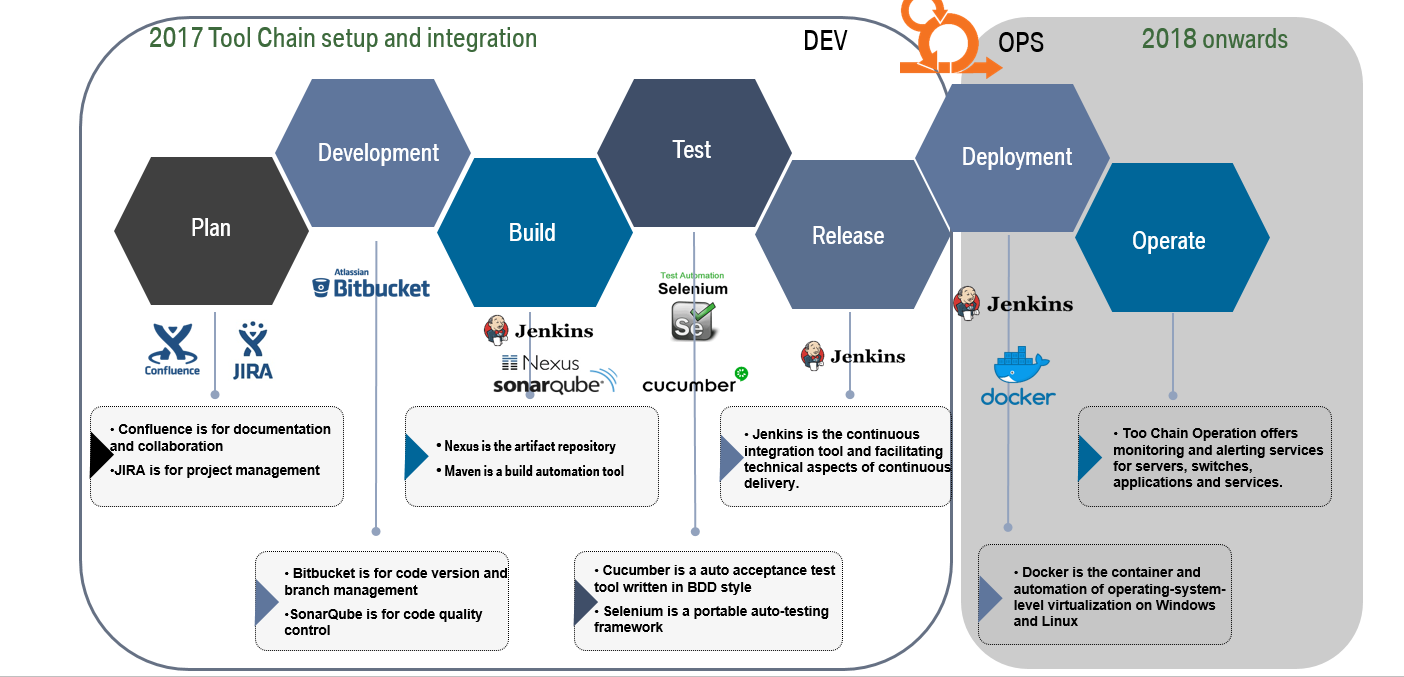 2017 Tool Chain setup and integration
DEV
OPS
2018 onwards
Plan
Development
Build
Test
Release
Deployment
Operate
Confluence
JIRA
Atlassian
Bitbucket
Jenkins
Nexus
sonarqube
Test Automation
Selenium
Se
cucumber
Jenkins
Jenkins
docker
• Confluence is for documentation
and collaboration
•JIRA is for project management
• Nexus is the artifact repository
• Maven is a build automation tool
• Jenkins is the continuous
integration tool and facilitating
technical aspects of continuous
delivery.
• Too Chain Operation offers
monitoring and alerting services
for servers, switches,
applications and services.
• Bitbucket is for code version and
branch management
•SonarQube is for code quality
control
• Cucumber is a auto acceptance test
tool written in BDD style
• Selenium is a portable auto-testing
framework
• Docker is the container and
automation of operating-system-
level virtualization on Windows
and Linux